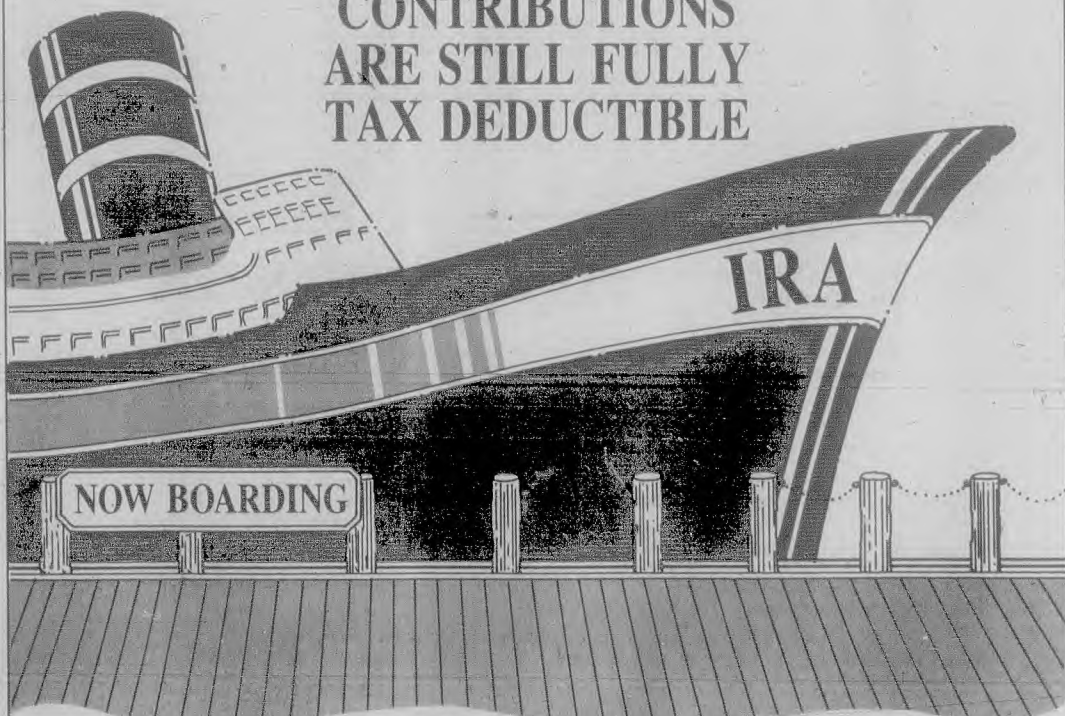 CONTRIBUTIONS
ARE STILL FULLY
TAX DEDUCTIBLE
IRA
NOW BOARDING